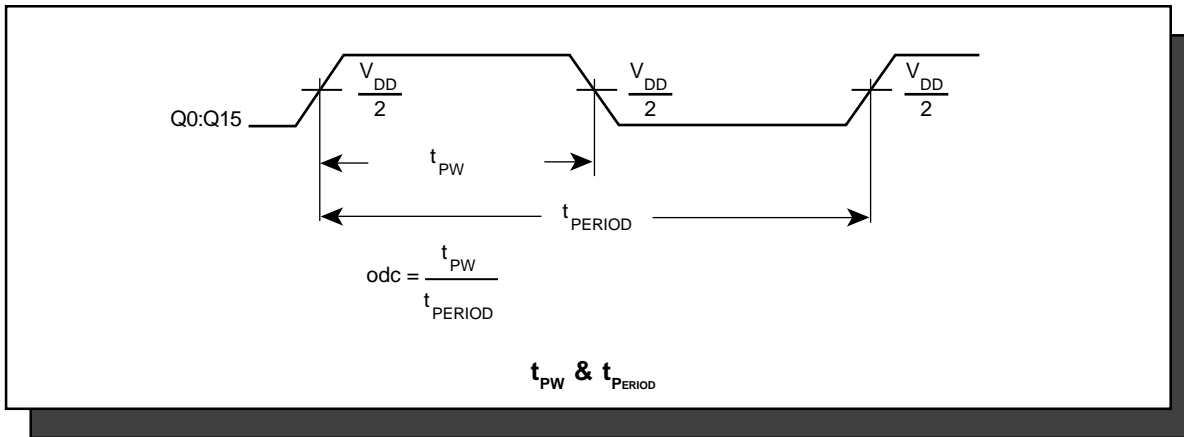 V_DD/2 V_DD/2 V_DD/2
Q0:Q15
t_PW
t_PERIOD
odc = t_PW/t_PERIOD
t_PW & t_PERIOD